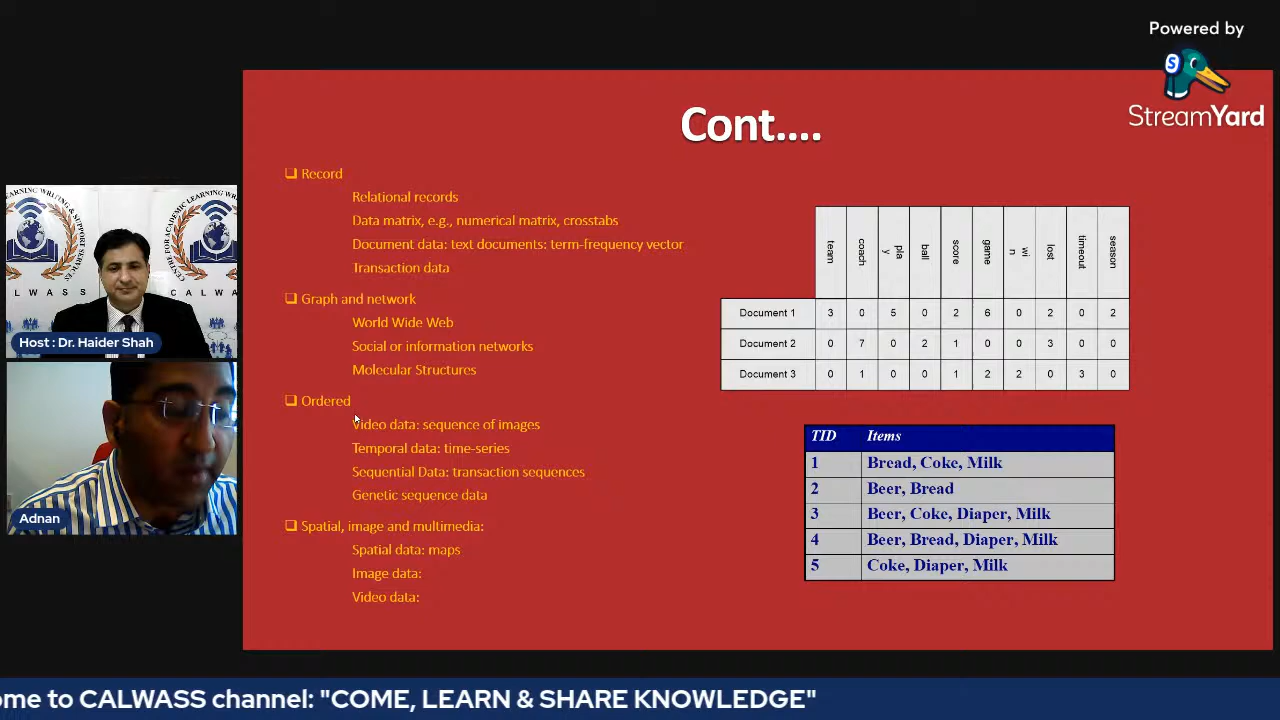 Powered by
StreamYard
Cont....
Record
Relational records
Data matrix, e.g., numerical matrix, crosstabs
Document data: text documents: term-frequency vector
Transaction data
Graph and network
World Wide Web
Social or information networks
Molecular Structures
Ordered
Video data: sequence of images
Temporal data: time-series
Sequential Data: transaction sequences
Genetic sequence data
Spatial, image and multimedia:
Spatial data: maps
Image data:
Video data:
team coach pla y ball score game wi n lost timeout season
Document 1 3 0 5 0 2 6 0 2 0 2
Document 2 0 7 0 2 1 0 0 3 0 0
Document 3 0 1 0 0 1 2 2 0 3 0
TID Items
1 Bread, Coke, Milk
2 Beer, Bread
3 Beer, Coke, Diaper, Milk
4 Beer, Bread, Diaper, Milk
5 Coke, Diaper, Milk
Host : Dr. Haider Shah
Adnan
ome to CALWASS channel: "COME, LEARN & SHARE KNOWLEDGE"